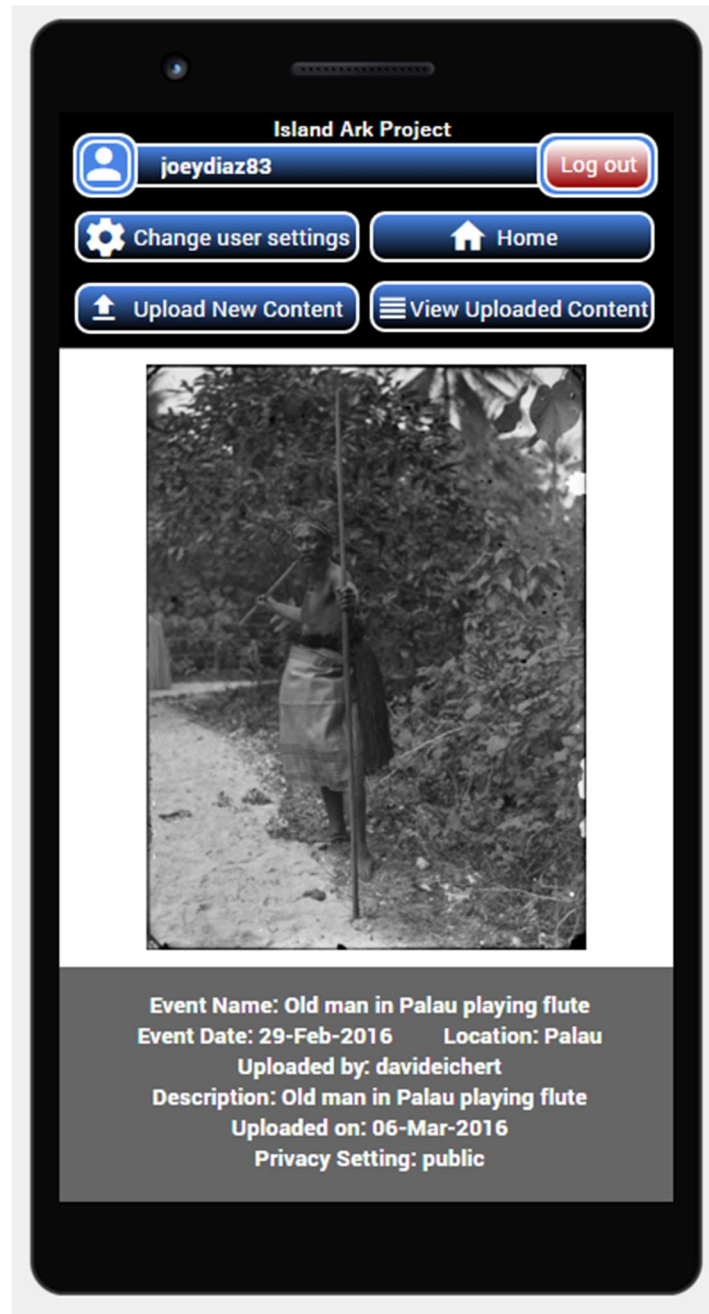 Island Ark Project
joeydiaz83
Log out
Change user settings
Home
Upload New Content
View Uploaded Content
Event Name: Old man in Palau playing flute
Event Date: 29-Feb-2016 Location: Palau
Uploaded by: davideichert
Description: Old man in Palau playing flute
Uploaded on: 06-Mar-2016
Privacy Setting: public